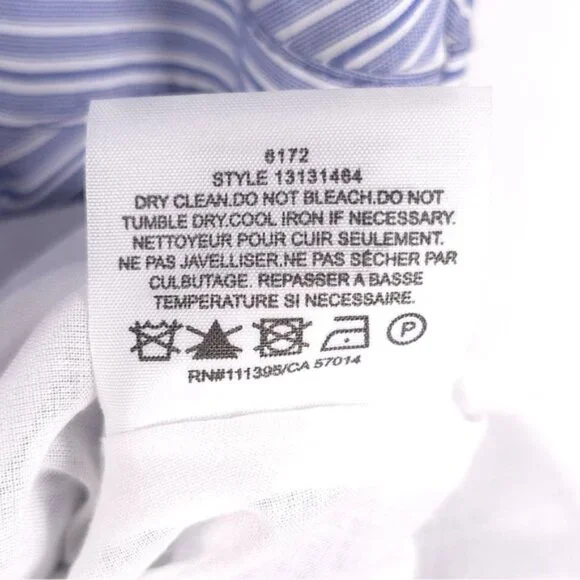 6172
STYLE 13131464
DRY CLEAN.DO NOT BLEACH.DO NOT
TUMBLE DRY.COOL IRON IF NECESSARY.
NETTOYEUR POUR CUIR SEULEMENT.
NE PAS JAVELLISER.NE PAS SÉCHER PAR
CULBUTAGE. REPASSER A BASSE
TEMPERATURE SI NECESSAIRE.
P
RN#111395/CA 57014